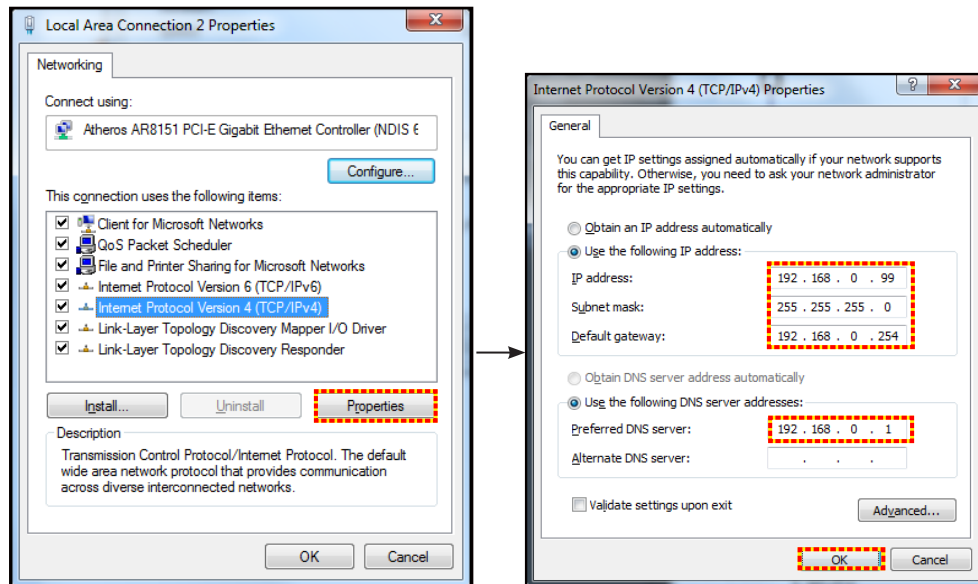 Local Area Connection 2 Properties
Networking
Connect using:
Atheros AR8151 PCI-E Gigabit Ethernet Controller (NDIS 6
Configure...
This connection uses the following items:
Client for Microsoft Networks
QoS Packet Scheduler
File and Printer Sharing for Microsoft Networks
Internet Protocol Version 6 (TCP/IPv6)
Internet Protocol Version 4 (TCP/IPv4)
Link-Layer Topology Discovery Mapper I/O Driver
Link-Layer Topology Discovery Responder
Install...
Uninstall
Properties
Description
Transmission Control Protocol/Internet Protocol. The default
wide area network protocol that provides communication
across diverse interconnected networks.
OK
Cancel
Internet Protocol Version 4 (TCP/IPv4) Properties
General
You can get IP settings assigned automatically if your network supports
this capability. Otherwise, you need to ask your network administrator
for the appropriate IP settings.
Obtain an IP address automatically
Use the following IP address:
IP address: 192 . 168 . 0 . 99
Subnet mask: 255 . 255 . 255 . 0
Default gateway: 192 . 168 . 0 . 254
Obtain DNS server address automatically
Use the following DNS server addresses:
Preferred DNS server: 192 . 168 . 0 . 1
Alternate DNS server: . . .
Validate settings upon exit
Advanced...
OK
Cancel